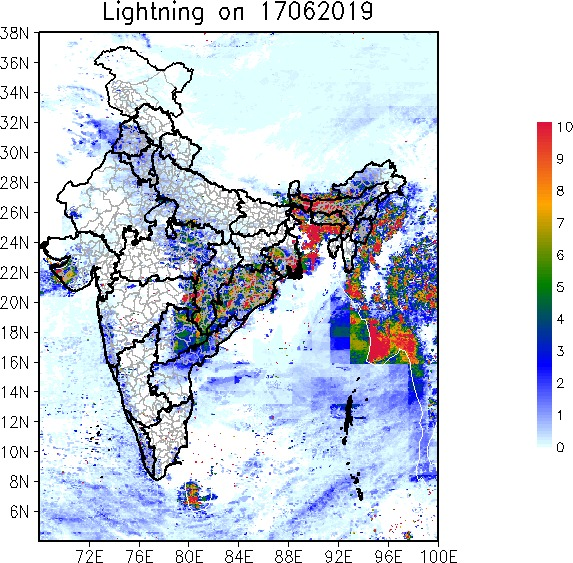 Lightning on 17062019
38N
36N
34N
32N
30N
28N
26N
24N
22N
20N
18N
16N
14N
12N
10N
8N
6N
72E 76E 80E 84E 88E 92E 96E 100E
10
9
8
7
6
5
4
3
2
1
0